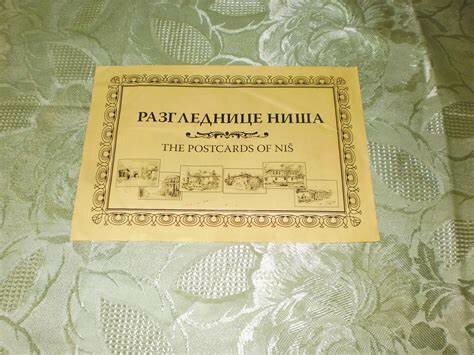 РАЗГЛЕДНИЦЕ НИША
THE POSTCARDS OF NIŠ